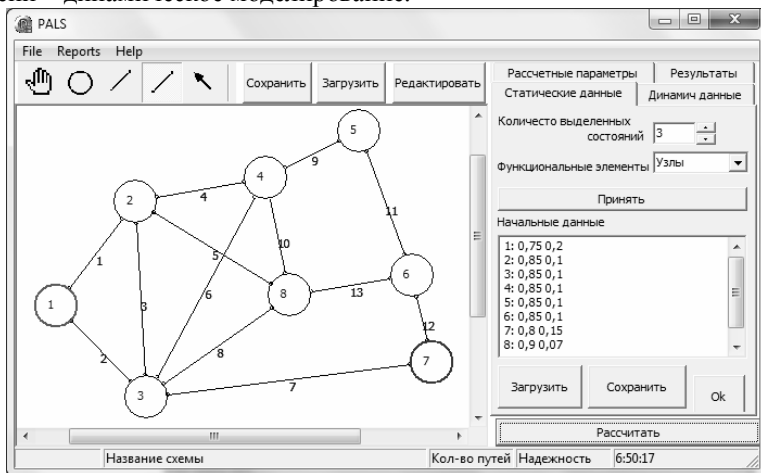 динамическое моделирование.
PALS
File Reports Help
Сохранить Загрузить Редактировать
Рассчетные параметры Результаты
Статические данные Динамич данные
Количесто выделенных
состояний 3
Функциональные элементы Узлы
Принять
Начальные данные
1: 0,75 0,2
2: 0,85 0,1
3: 0,85 0,1
4: 0,85 0,1
5: 0,85 0,1
6: 0,85 0,1
7: 0,8 0,15
8: 0,9 0,07
Загрузить Сохранить Ok
Рассчитать
5
9
4
2
4
11
1
5
10
6
8
13
6
3
1
12
2
8
7
7
3
Название схемы Кол-во путей Надежность 6:50:17